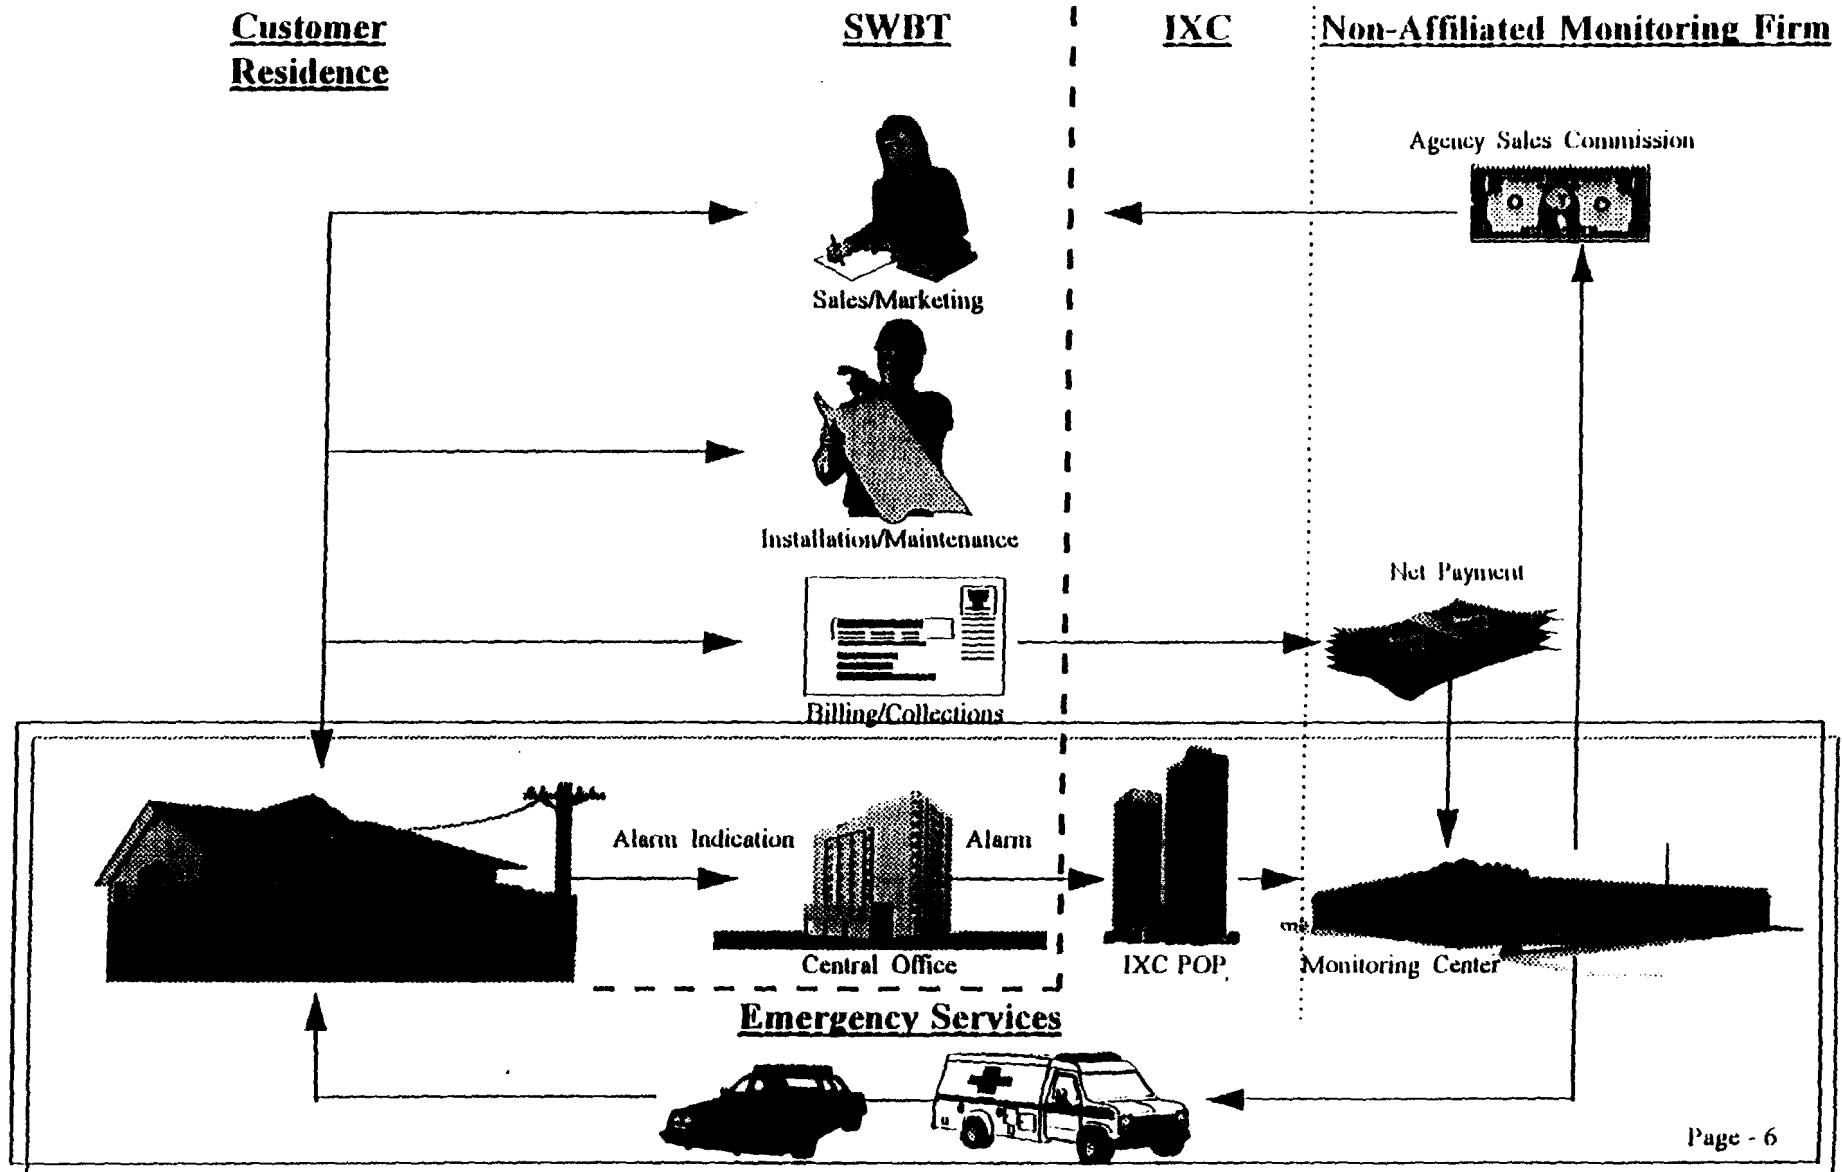 Customer
Residence
SWBT
IXC
Non-Affiliated Monitoring Firm
Agency Sales Commission
Sales/Marketing
Installation/Maintenance
Net Payment
Billing/Collections
Alarm Indication
Alarm
Central Office
IXC POP
Monitoring Center
Emergency Services
Page - 6